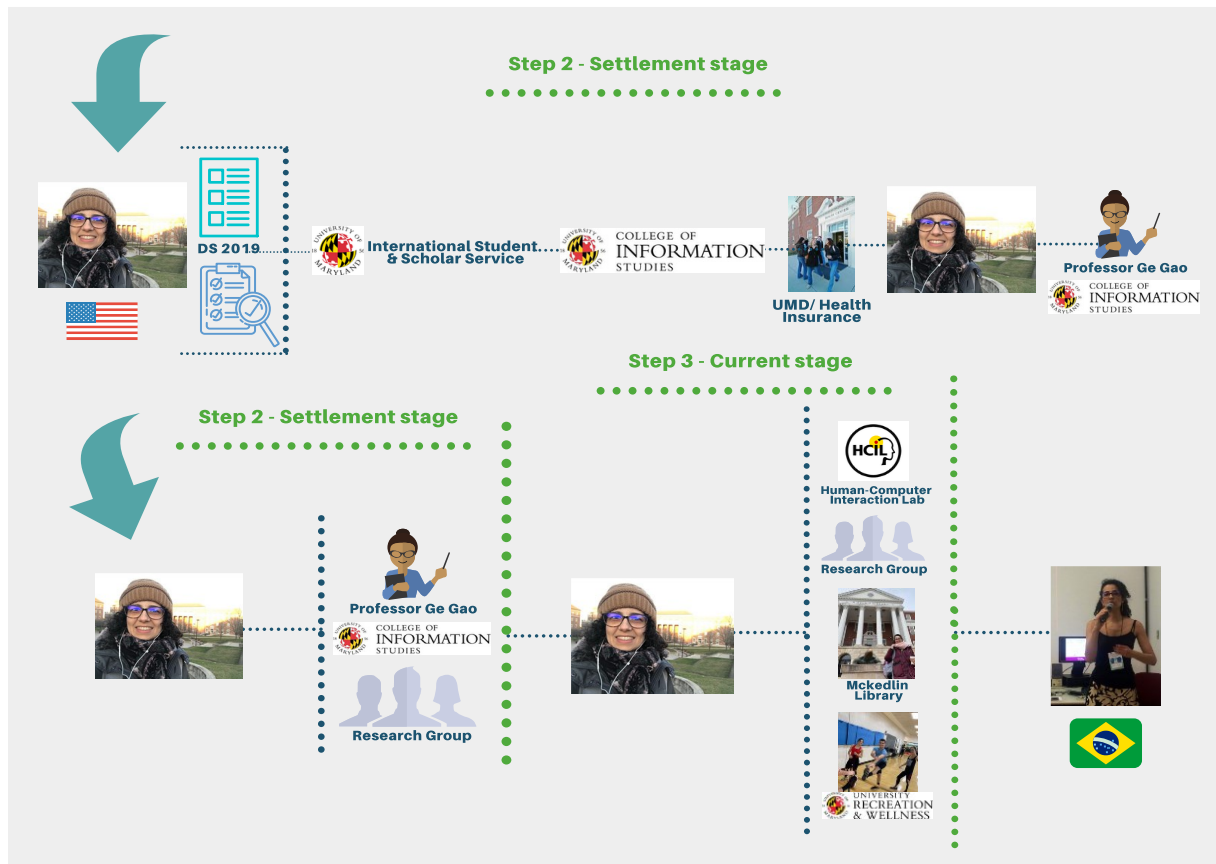 Step 2 - Settlement stage
DS 2019
UNIVERSITY OF
MARYLAND
International Student
& Scholar Service
UNIVERSITY OF
MARYLAND
COLLEGE OF
INFORMATION
STUDIES
UMD/ Health
Insurance
Professor Ge Gao
COLLEGE OF
INFORMATION
STUDIES
Step 3 - Current stage
Step 2 - Settlement stage
Professor Ge Gao
COLLEGE OF
INFORMATION
STUDIES
Research Group
HCIL
Human-Computer
Interaction Lab
Research Group
Mckedlin
Library
UNIVERSITY
RECREATION
& WELLNESS